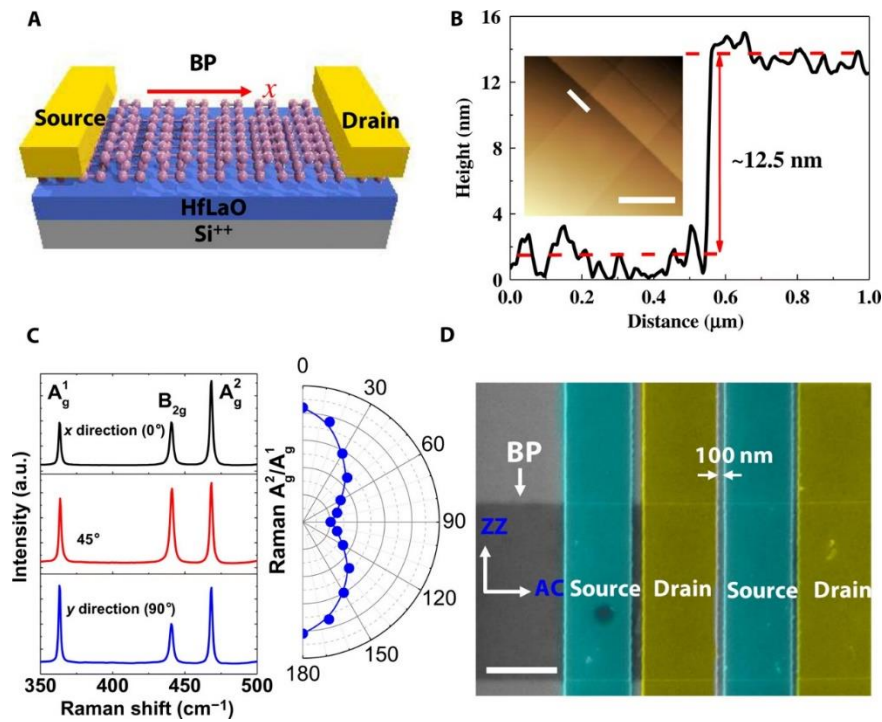 A
BP
x
Source
Drain
HfLaO
Si++
B
Height (nm)
16
12
8
4
0
~12.5 nm
0.0 0.2 0.4 0.6 0.8 1.0
Distance (μm)
C
Intensity (a.u.)
A1g B2g A2g
x direction (0°)
45°
y direction (90°)
350 400 450 500
Raman shift (cm−1)
Raman A2g/A1g
0
30
60
90
120
150
180
D
BP
100 nm
ZZ
AC
Source Drain Source Drain